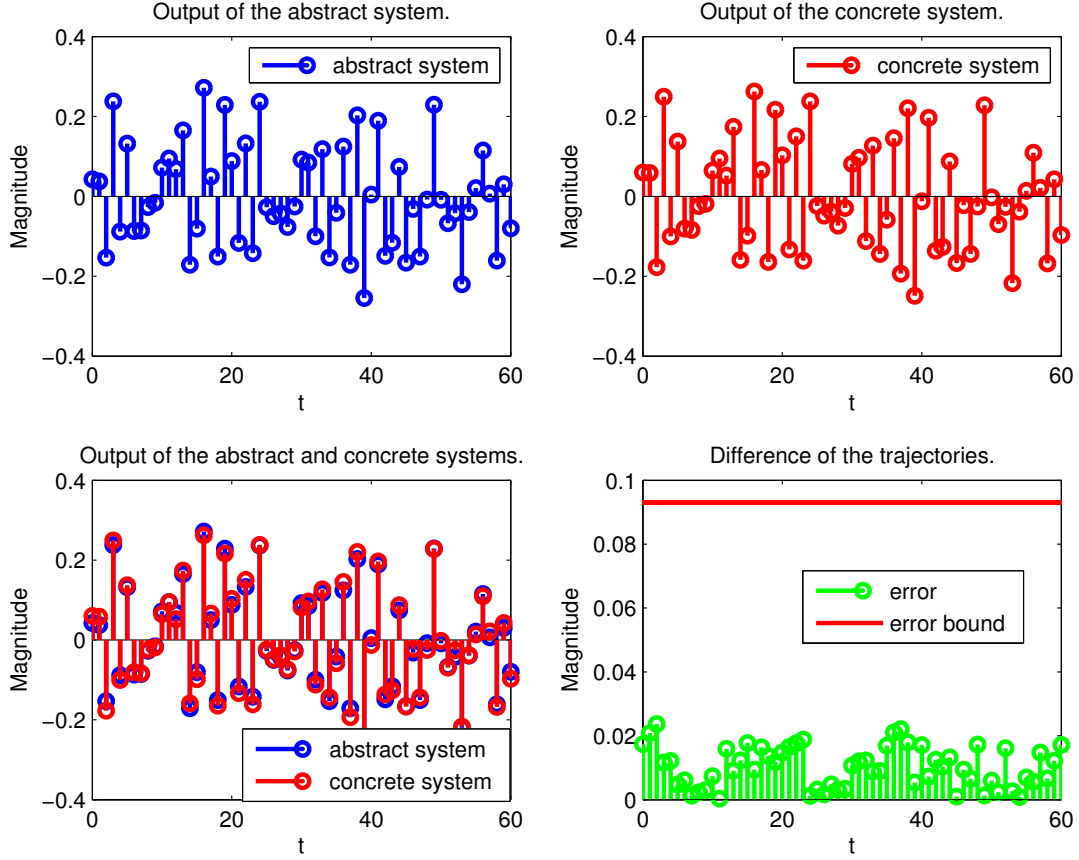 Output of the abstract system.
0.4
0.2
0
−0.2
−0.4
Magnitude
abstract system
0
20
40
60
t
Output of the concrete system.
0.4
0.2
0
−0.2
−0.4
Magnitude
concrete system
0
20
40
60
t
Output of the abstract and concrete systems.
0.4
0.2
0
−0.2
−0.4
Magnitude
abstract system
concrete system
0
20
40
60
t
Difference of the trajectories.
0.1
0.08
0.06
0.04
0.02
0
Magnitude
error
error bound
0
20
40
60
t